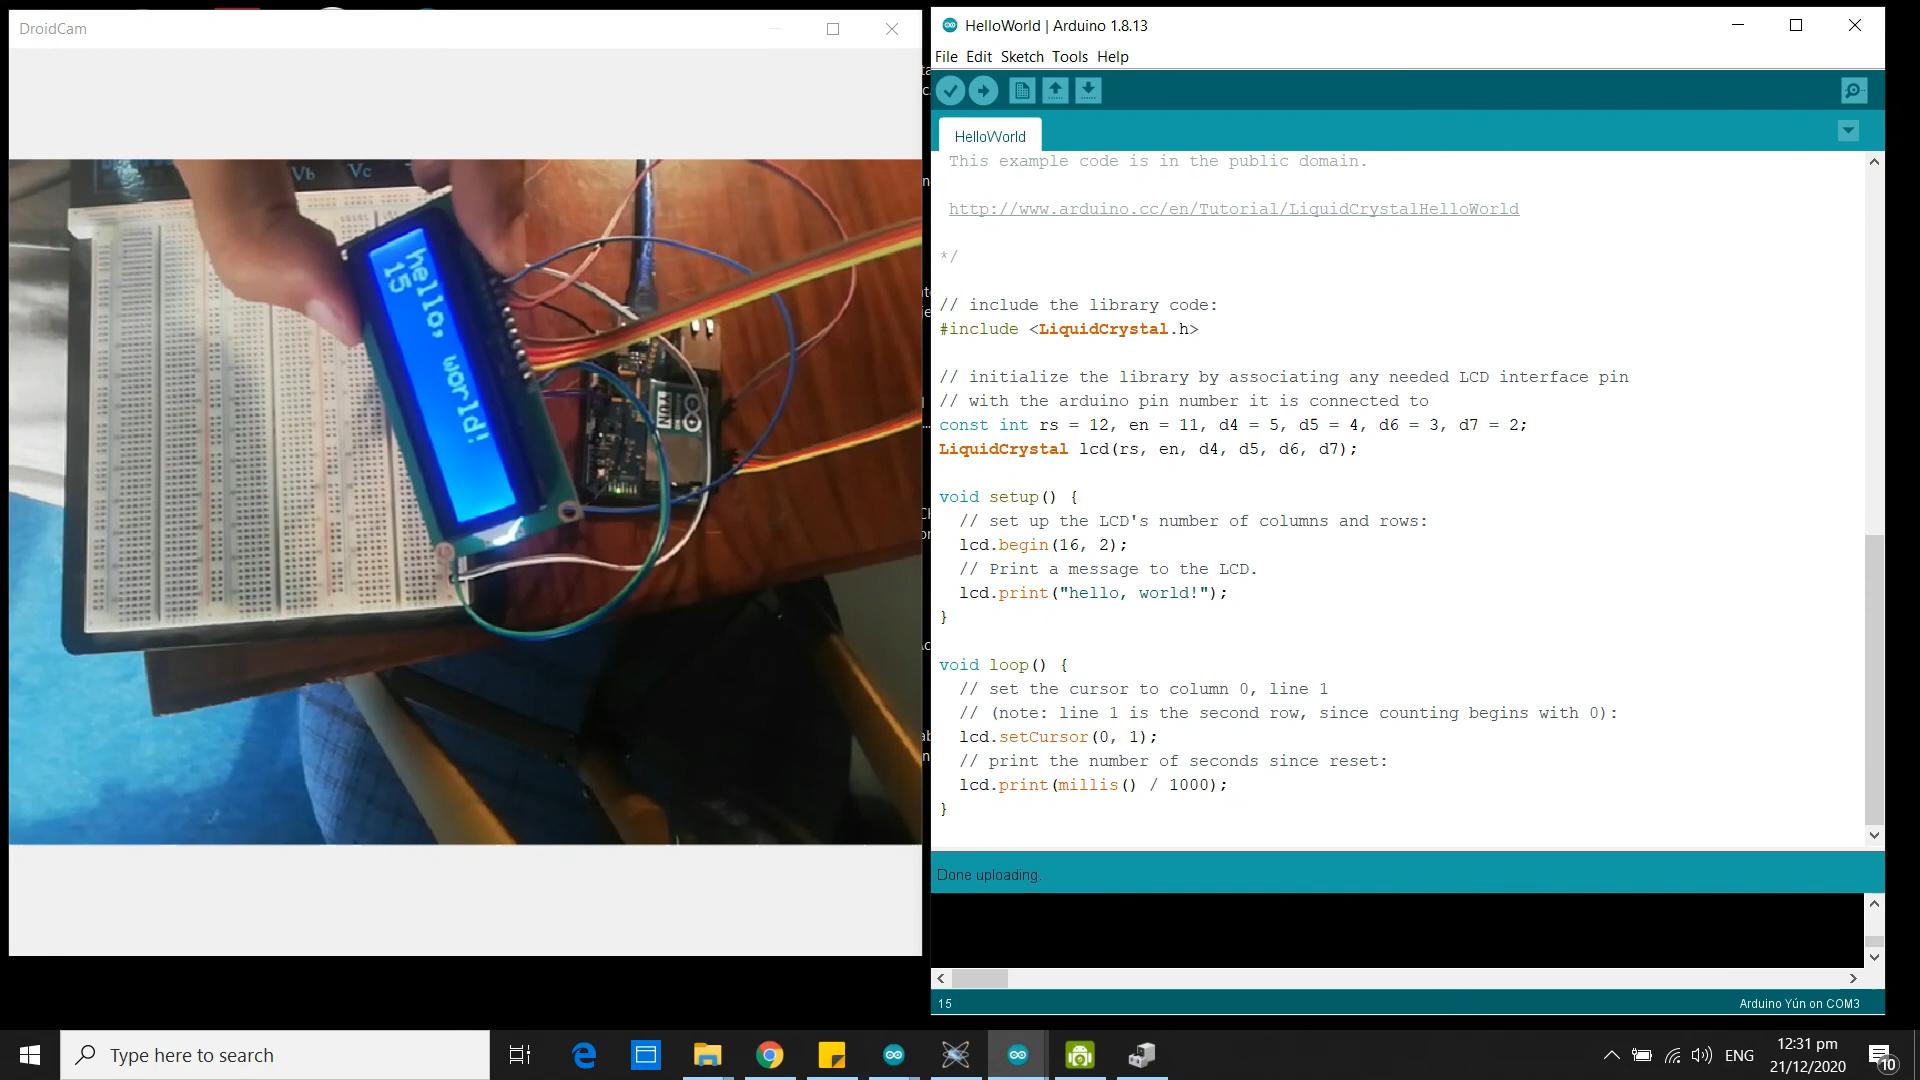 DroidCam
Vb Vc
hello, world!
15
YUN
HelloWorld | Arduino 1.8.13
File Edit Sketch Tools Help
HelloWorld
This example code is in the public domain.
http://www.arduino.cc/en/Tutorial/LiquidCrystalHelloWorld
*/
// include the library code:
#include <LiquidCrystal.h>
// initialize the library by associating any needed LCD interface pin
// with the arduino pin number it is connected to
const int rs = 12, en = 11, d4 = 5, d5 = 4, d6 = 3, d7 = 2;
LiquidCrystal lcd(rs, en, d4, d5, d6, d7);
void setup() {
// set up the LCD's number of columns and rows:
lcd.begin(16, 2);
// Print a message to the LCD.
lcd.print("hello, world!");
}
void loop() {
// set the cursor to column 0, line 1
// (note: line 1 is the second row, since counting begins with 0):
lcd.setCursor(0, 1);
// print the number of seconds since reset:
lcd.print(millis() / 1000);
}
Done uploading.
15
Arduino Yún on COM3
Type here to search
ENG
12:31 pm
21/12/2020
10